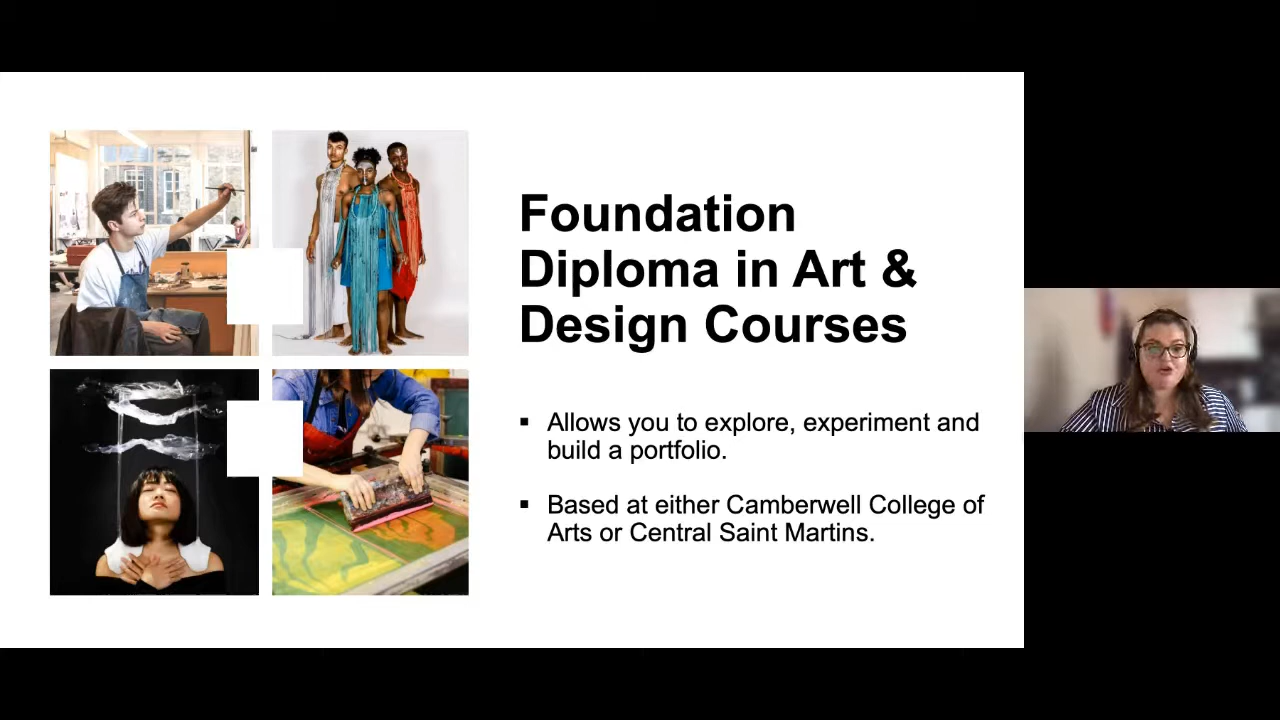 Foundation
Diploma in Art &
Design Courses
▪ Allows you to explore, experiment and
build a portfolio.
▪ Based at either Camberwell College of
Arts or Central Saint Martins.